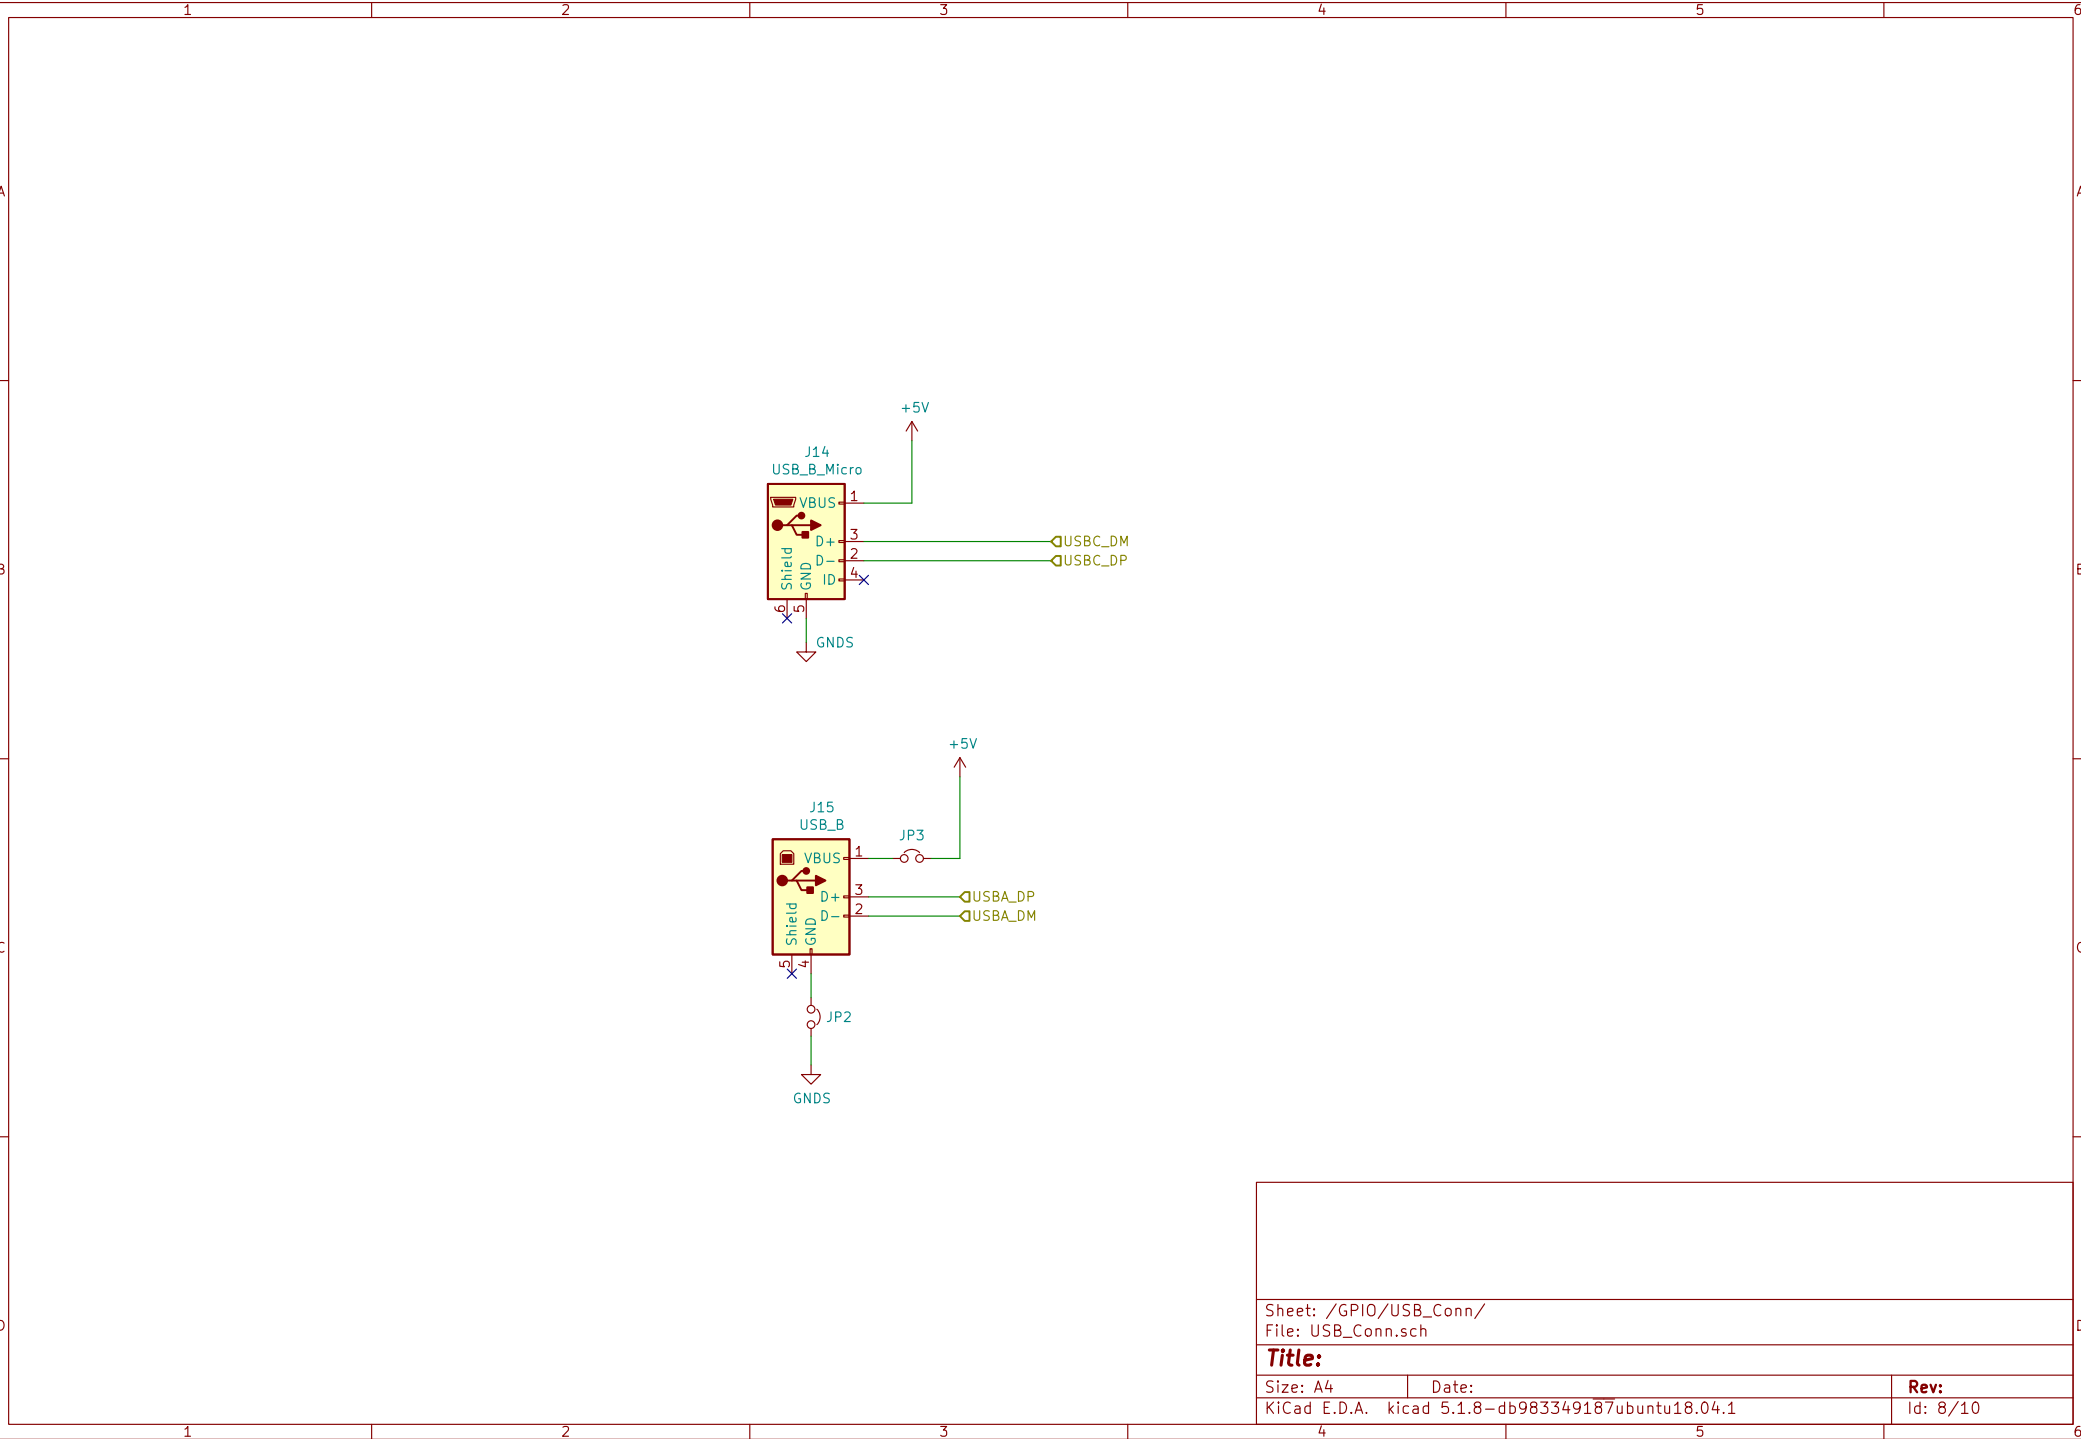 1 2 3 4 5 6
A A
+5V
J14
USB_B_Micro
VBUS 1
D+ 3 USBC_DM
D- 2 USBC_DP
ID 4
Shield GND
6 5
GNDS
B B
+5V
J15
USB_B
JP3
VBUS 1
D+ 3 USBA_DP
D- 2 USBA_DM
Shield GND
5 4
C C
JP2
GNDS
Sheet: /GPIO/USB_Conn/
File: USB_Conn.sch
D D
Title:
Size: A4 Date: Rev:
KiCad E.D.A. kicad 5.1.8-db983349187ubuntu18.04.1 Id: 8/10
1 2 3 4 5 6